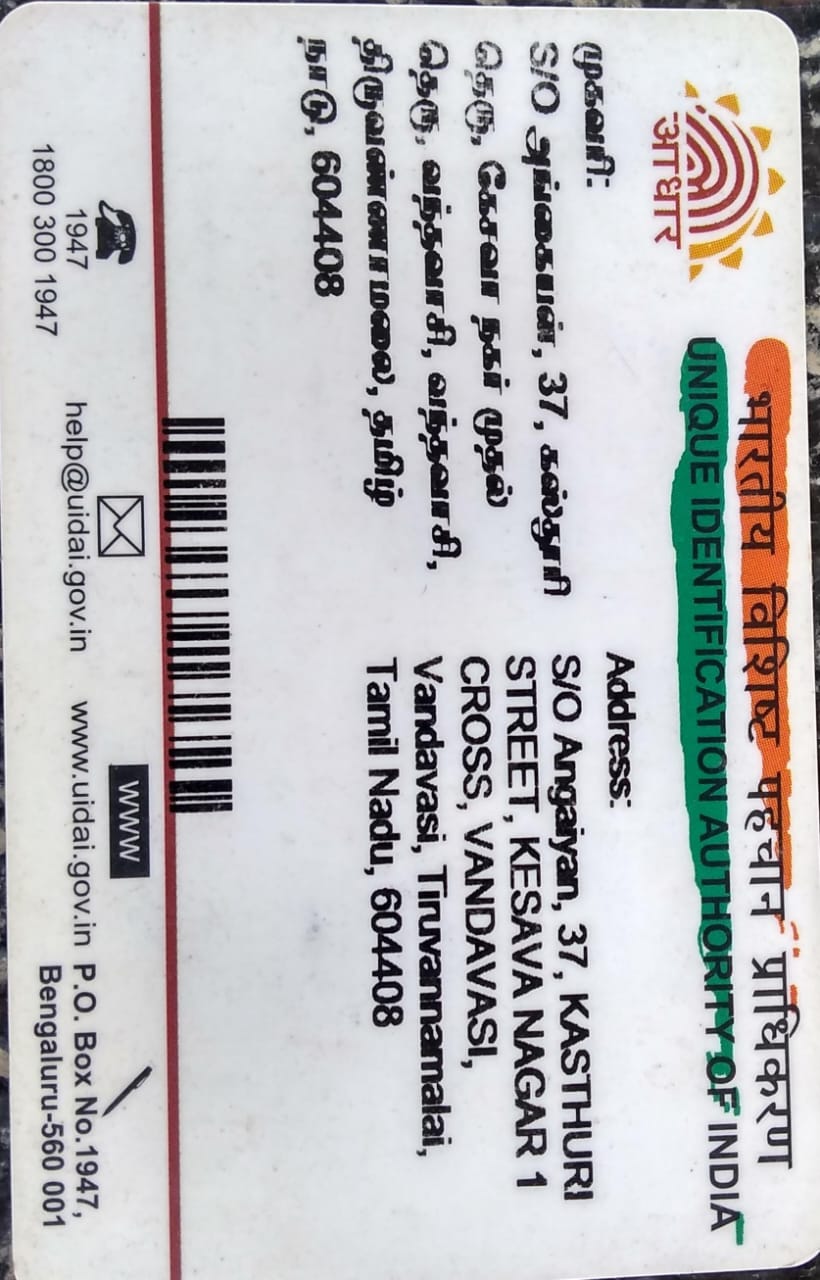 भारतीय विशिष्ट पहचान प्राधिकरण
UNIQUE IDENTIFICATION AUTHORITY OF INDIA
आधार
முகவரி:
S/O அங்கையன், 37, கஸ்தூரி
தெரு, கேசவா நகர் முதல்
தெரு, வந்தவாசி, வந்தவாசி,
திருவண்ணாமலை, தமிழ்
நாடு, 604408
Address:
S/O Angaiyan, 37, KASTHURI
STREET, KESAVA NAGAR 1
CROSS, VANDAVASI,
Vandavasi, Tiruvannamalai,
Tamil Nadu, 604408
1947
1800 300 1947
help@uidai.gov.in
WWW
www.uidai.gov.in
P.O. Box No.1947,
Bengaluru-560 001